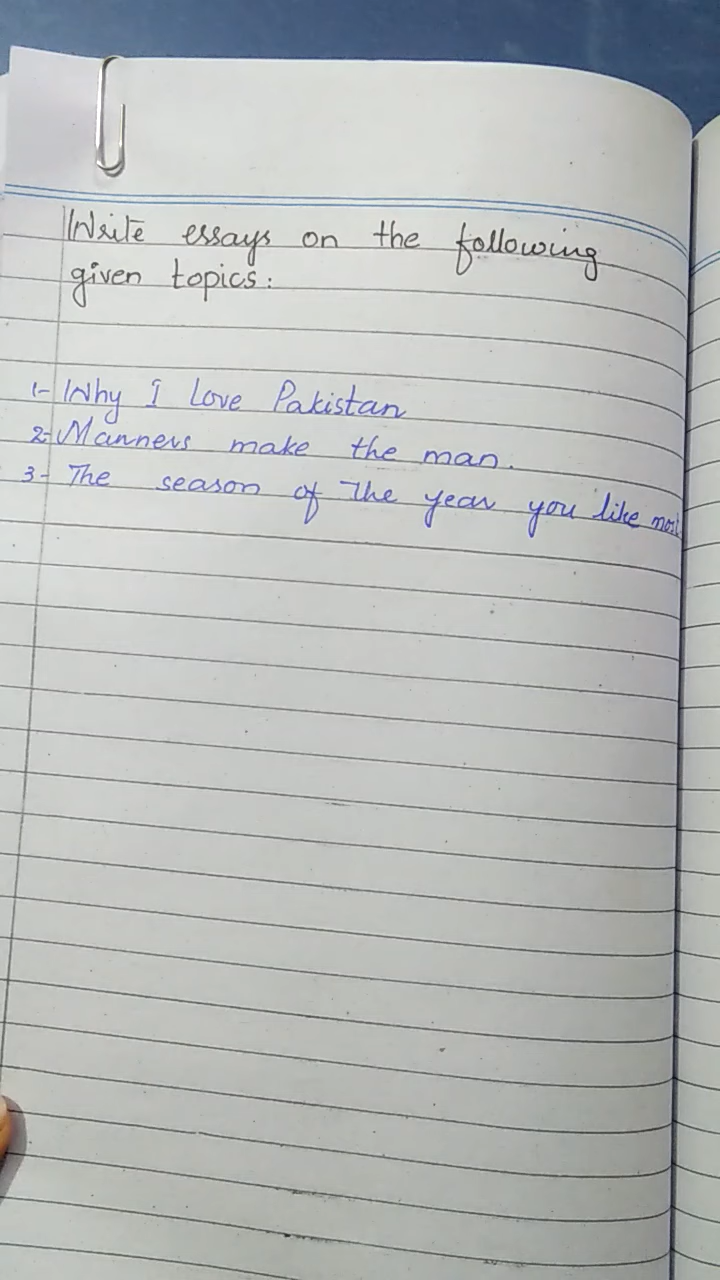 Write essays on the following
given topics:
1- Why I love Pakistan
2- Manners make the man.
3- The season of the year you like most